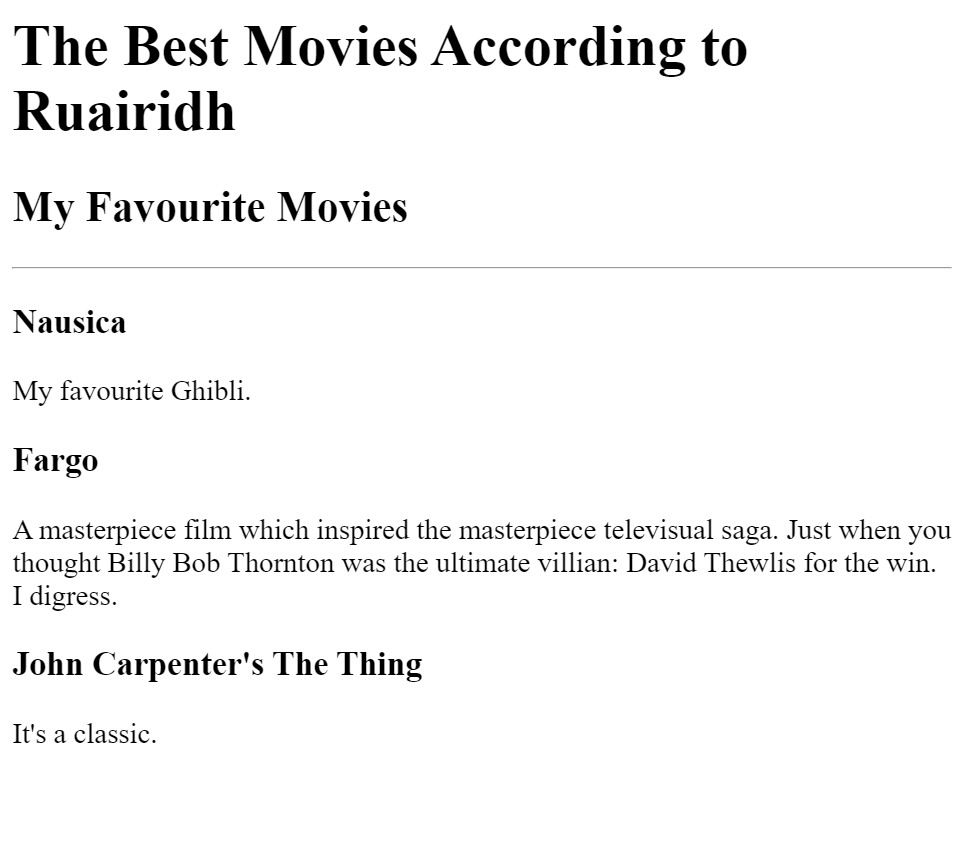 The Best Movies According to
Ruairidh
My Favourite Movies
Nausica
My favourite Ghibli.
Fargo
A masterpiece film which inspired the masterpiece televisual saga. Just when you
thought Billy Bob Thornton was the ultimate villian: David Thewlis for the win.
I digress.
John Carpenter's The Thing
It's a classic.